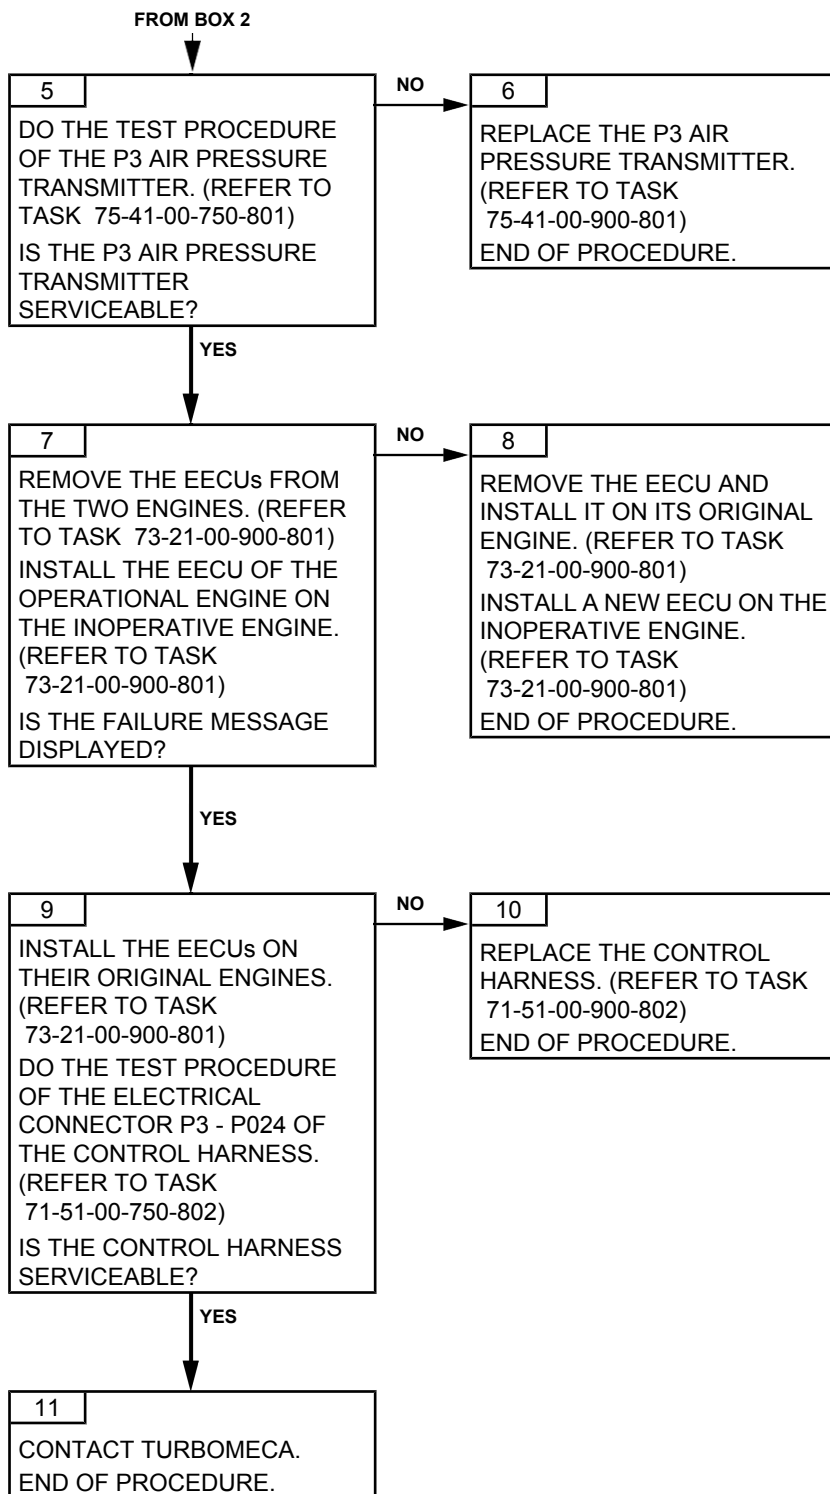 FROM BOX 2
5
DO THE TEST PROCEDURE
OF THE P3 AIR PRESSURE
TRANSMITTER. (REFER TO
TASK 75-41-00-750-801)
IS THE P3 AIR PRESSURE
TRANSMITTER
SERVICEABLE?
NO
6
REPLACE THE P3 AIR
PRESSURE TRANSMITTER.
(REFER TO TASK
75-41-00-900-801)
END OF PROCEDURE.
YES
7
REMOVE THE EECUs FROM
THE TWO ENGINES. (REFER
TO TASK 73-21-00-900-801)
INSTALL THE EECU OF THE
OPERATIONAL ENGINE ON
THE INOPERATIVE ENGINE.
(REFER TO TASK
73-21-00-900-801)
IS THE FAILURE MESSAGE
DISPLAYED?
NO
8
REMOVE THE EECU AND
INSTALL IT ON ITS ORIGINAL
ENGINE. (REFER TO TASK
73-21-00-900-801)
INSTALL A NEW EECU ON THE
INOPERATIVE ENGINE.
(REFER TO TASK
73-21-00-900-801)
END OF PROCEDURE.
YES
9
INSTALL THE EECUs ON
THEIR ORIGINAL ENGINES.
(REFER TO TASK
73-21-00-900-801)
DO THE TEST PROCEDURE
OF THE ELECTRICAL
CONNECTOR P3 - P024 OF
THE CONTROL HARNESS.
(REFER TO TASK
71-51-00-750-802)
IS THE CONTROL HARNESS
SERVICEABLE?
NO
10
REPLACE THE CONTROL
HARNESS. (REFER TO TASK
71-51-00-900-802)
END OF PROCEDURE.
YES
11
CONTACT TURBOMECA.
END OF PROCEDURE.